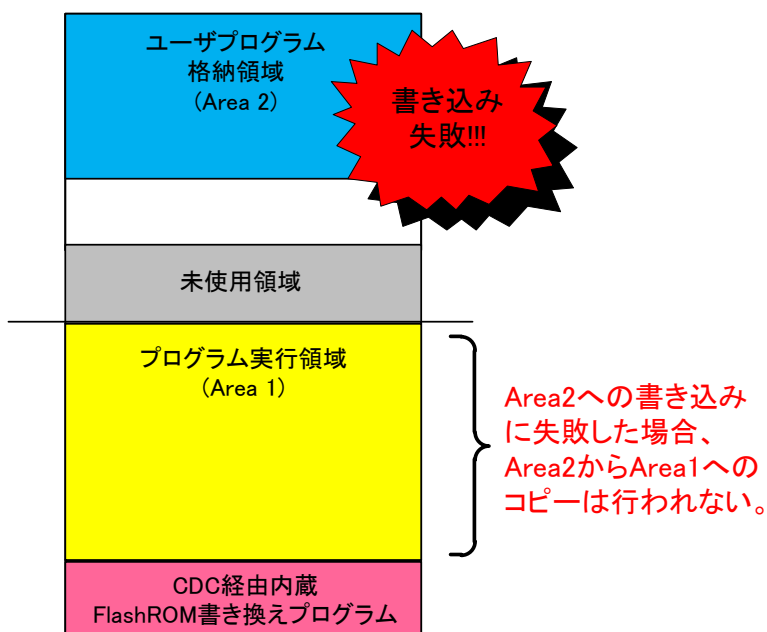 ユーザプログラム
格納領域
(Area 2)
書き込み
失敗!!!
未使用領域
プログラム実行領域
(Area 1)
Area2への書き込み
に失敗した場合、
Area2からArea1への
コピーは行われない。
CDC経由内蔵
FlashROM書き換えプログラム